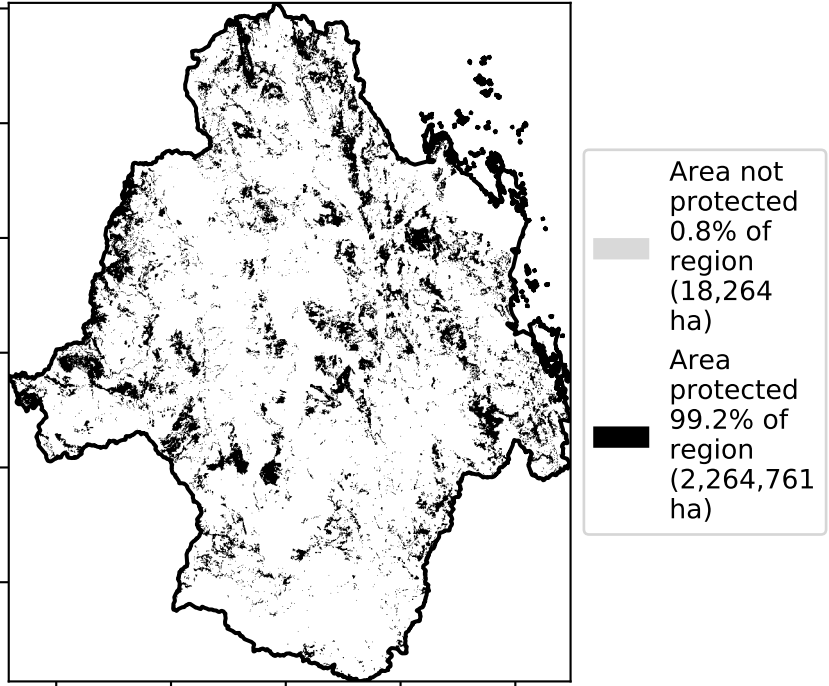 Area not
protected
0.8% of
region
(18,264
ha)
Area
protected
99.2% of
region
(2,264,761
ha)